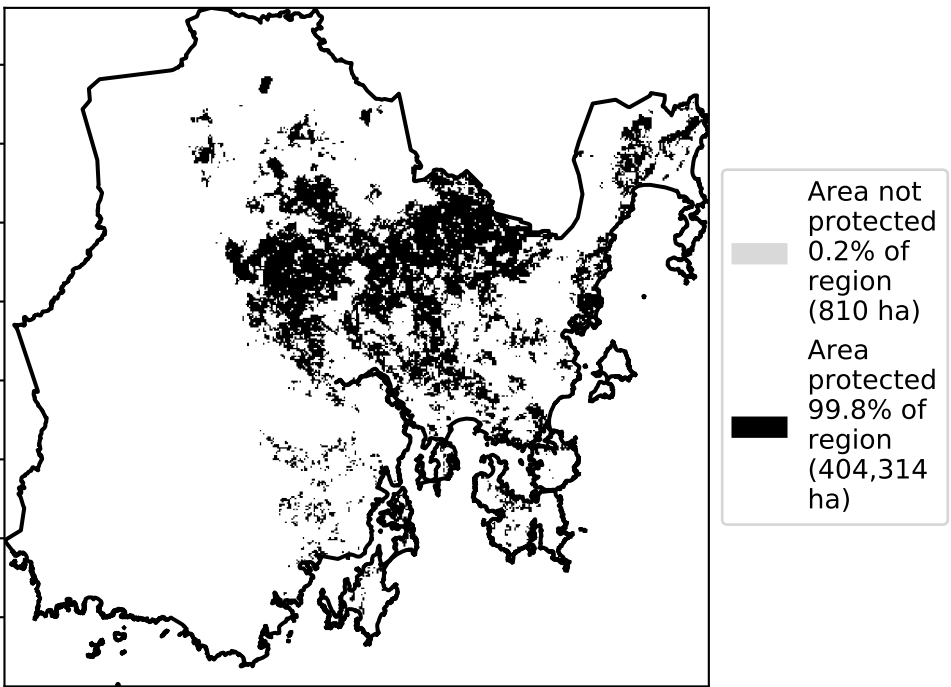 Area not
protected
0.2% of
region
(810 ha)
Area
protected
99.8% of
region
(404,314
ha)